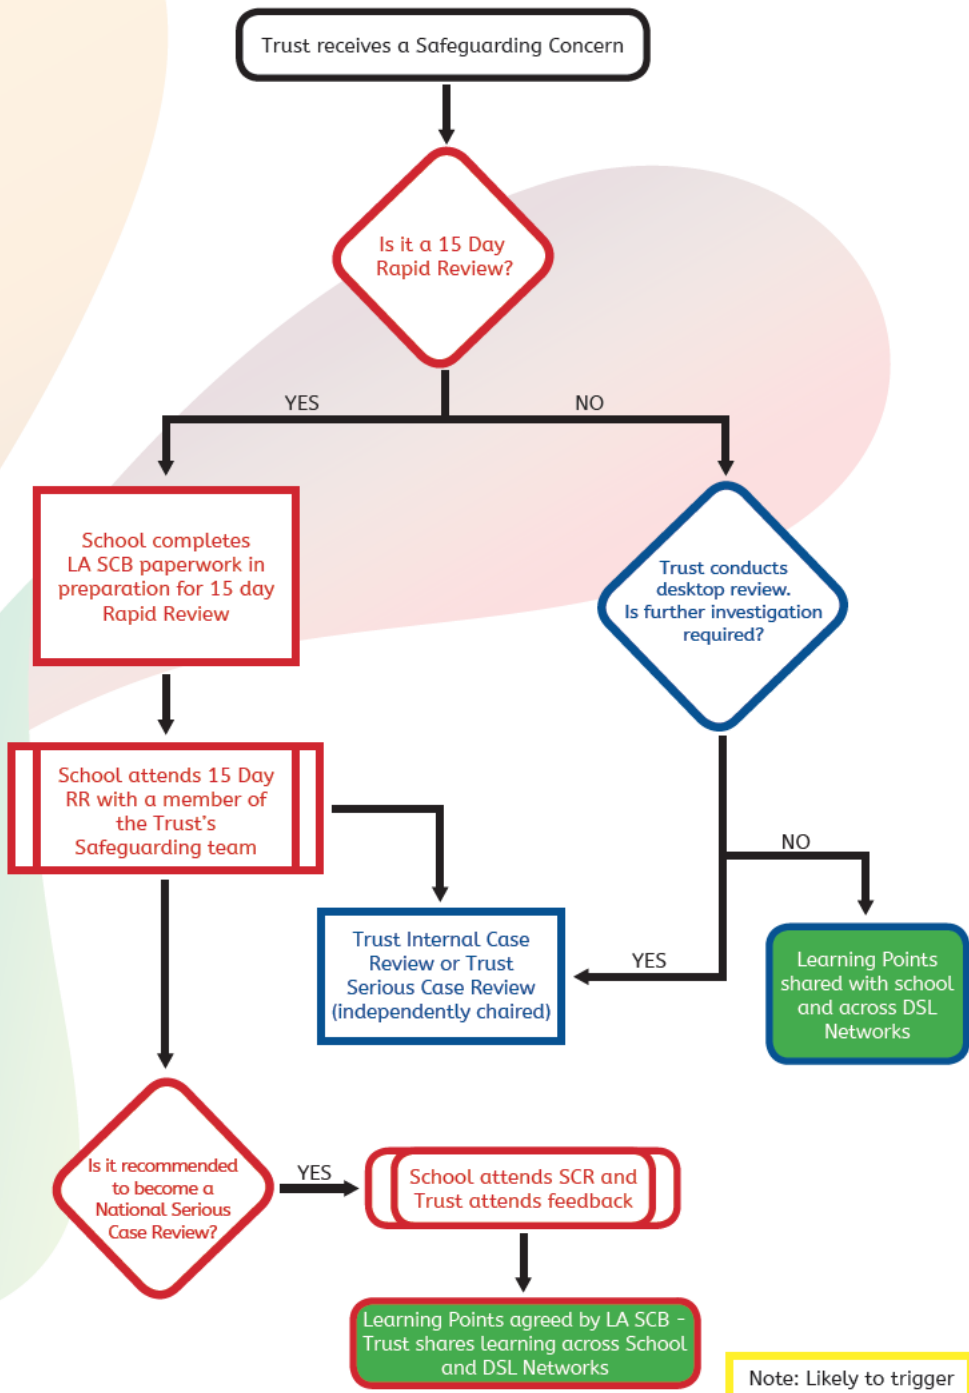 Trust receives a Safeguarding Concern
Is it a 15 Day
Rapid Review?
YES
NO
School completes
LA SCB paperwork in
preparation for 15 day
Rapid Review
Trust conducts
desktop review.
Is further investigation
required?
School attends 15 Day
RR with a member of
the Trust's
Safeguarding team
NO
Trust Internal Case
Review or Trust
Serious Case Review
(independently chaired)
YES
Learning Points
shared with school
and across DSL
Networks
Is it recommended
to become a
National Serious
Case Review?
YES
School attends SCR and
Trust attends feedback
Learning Points agreed by LA SCB -
Trust shares learning across School
and DSL Networks
Note: Likely to trigger